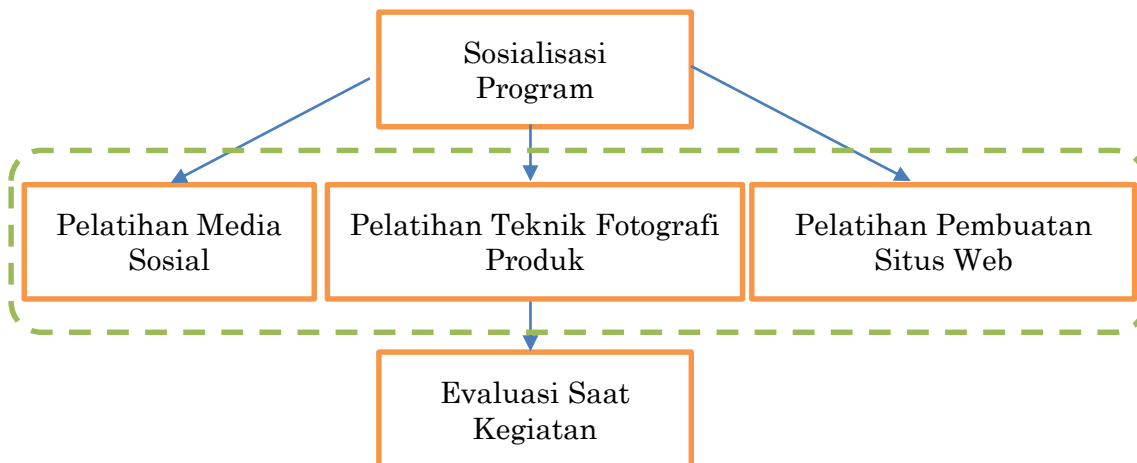 Sosialisasi
Program
Pelatihan Media
Sosial
Pelatihan Teknik Fotografi
Produk
Pelatihan Pembuatan
Situs Web
Evaluasi Saat
Kegiatan